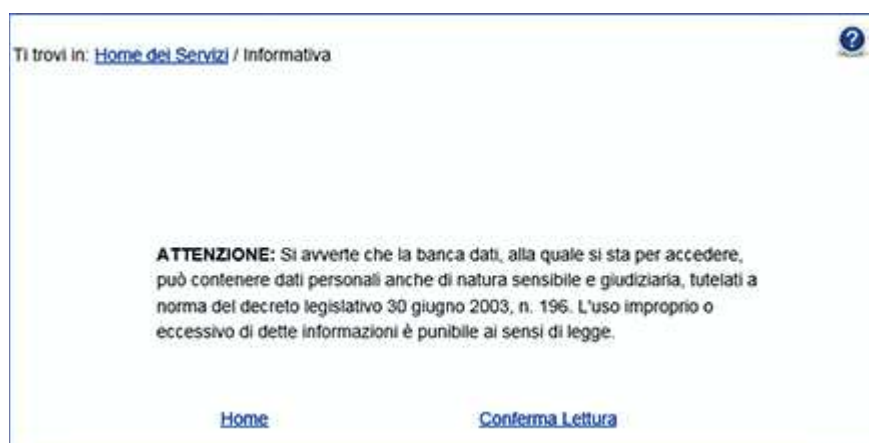 Ti trovi in: Home dei Servizi / Informativa
?
ATTENZIONE: Si avverte che la banca dati, alla quale si sta per accedere,
può contenere dati personali anche di natura sensibile e giudiziaria, tutelati a
norma del decreto legislativo 30 giugno 2003, n. 196. L'uso improprio o
eccessivo di dette informazioni è punibile ai sensi di legge.
Home Conferma Lettura